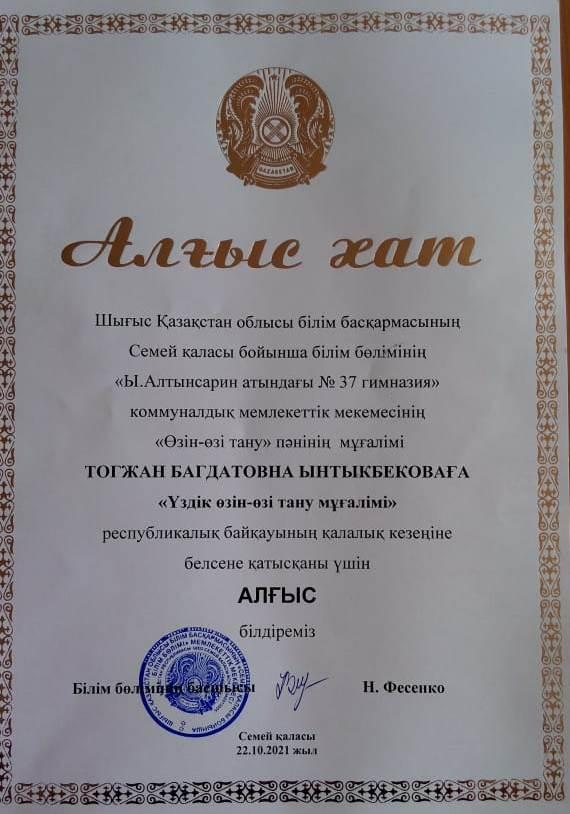 QAZAQSTAN
Алғыс хат
Шығыс Қазақстан облысы білім басқармасының
Семей қаласы бойынша білім бөлімінің
«Ы.Алтынсарин атындағы № 37 гимназия»
коммуналдық мемлекеттік мекемесінің
«Өзін-өзі тану» пәнінің мұғалімі
ТОГЖАН БАГДАТОВНА ЫНТЫКБЕКОВАҒА
«Үздік өзін-өзі тану мұғалімі»
республикалық байқауының қалалық кезеңіне
белсене қатысқаны үшін
АЛҒЫС
білдіреміз
Білім бөлімінің басшысы Н. Фесенко
Семей қаласы
22.10.2021 жыл